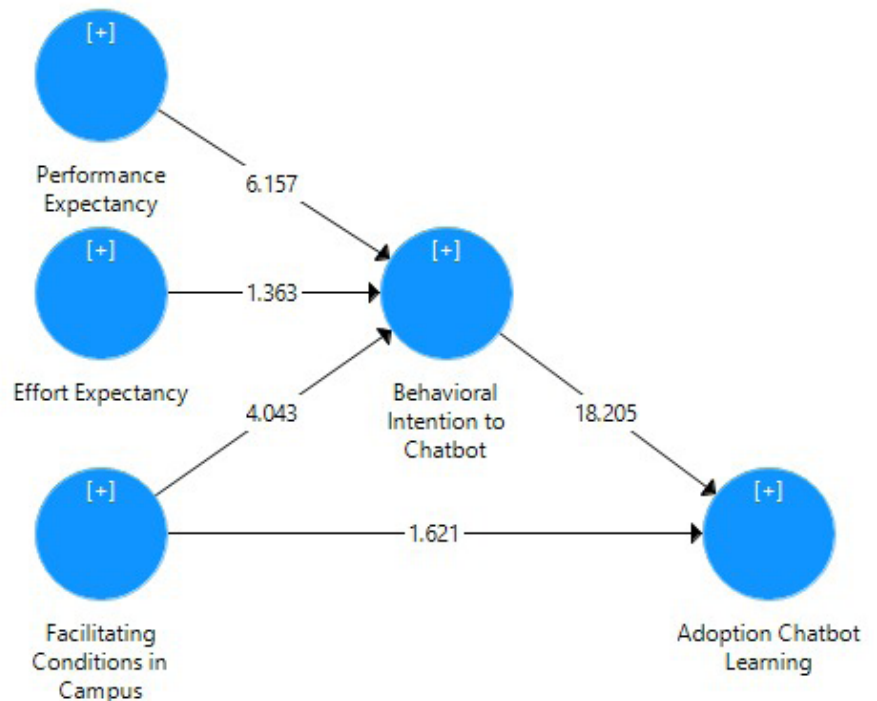 [+]
Performance
Expectancy
6.157
[+]
Effort Expectancy
1.363
[+]
Behavioral
Intention to
Chatbot
4.043
18.205
[+]
Facilitating
Conditions in
Campus
1.621
[+]
Adoption Chatbot
Learning